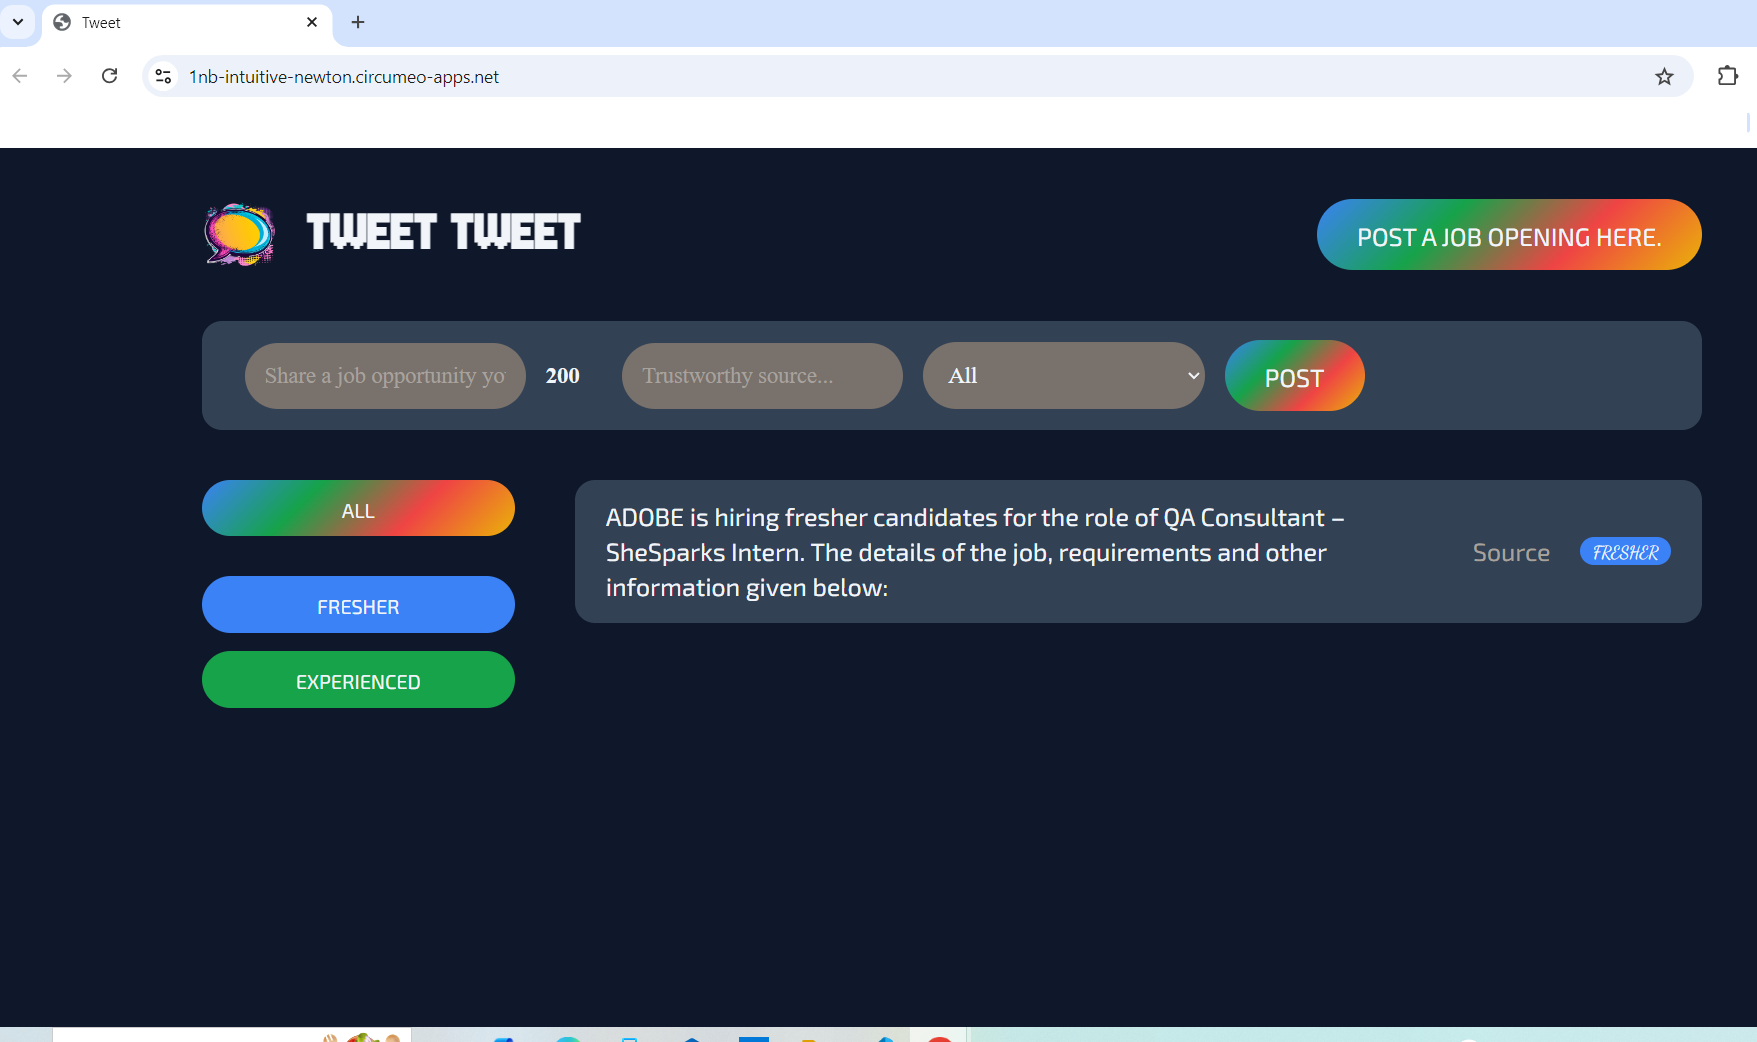 Tweet
1nb-intuitive-newton.circumeo-apps.net
TWEET TWEET
POST A JOB OPENING HERE.
Share a job opportunity yo
200
Trustworthy source...
All
POST
ALL
FRESHER
EXPERIENCED
ADOBE is hiring fresher candidates for the role of QA Consultant –
SheSparks Intern. The details of the job, requirements and other
information given below:
Source
FRESHER